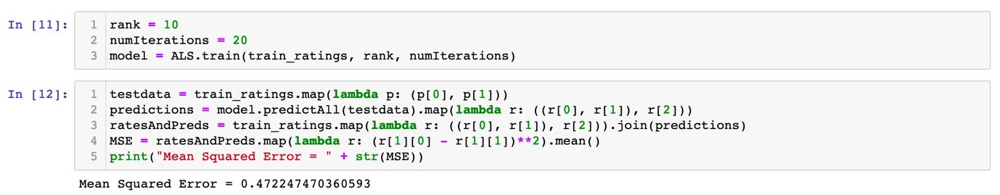 In [11]:
1 rank = 10
2 numIterations = 20
3 model = ALS.train(train_ratings, rank, numIterations)
In [12]:
1 testdata = train_ratings.map(lambda p: (p[0], p[1]))
2 predictions = model.predictAll(testdata).map(lambda r: ((r[0], r[1]), r[2]))
3 ratesAndPreds = train_ratings.map(lambda r: ((r[0], r[1]), r[2])).join(predictions)
4 MSE = ratesAndPreds.map(lambda r: (r[1][0] - r[1][1])**2).mean()
5 print("Mean Squared Error = " + str(MSE))
Mean Squared Error = 0.472247470360593